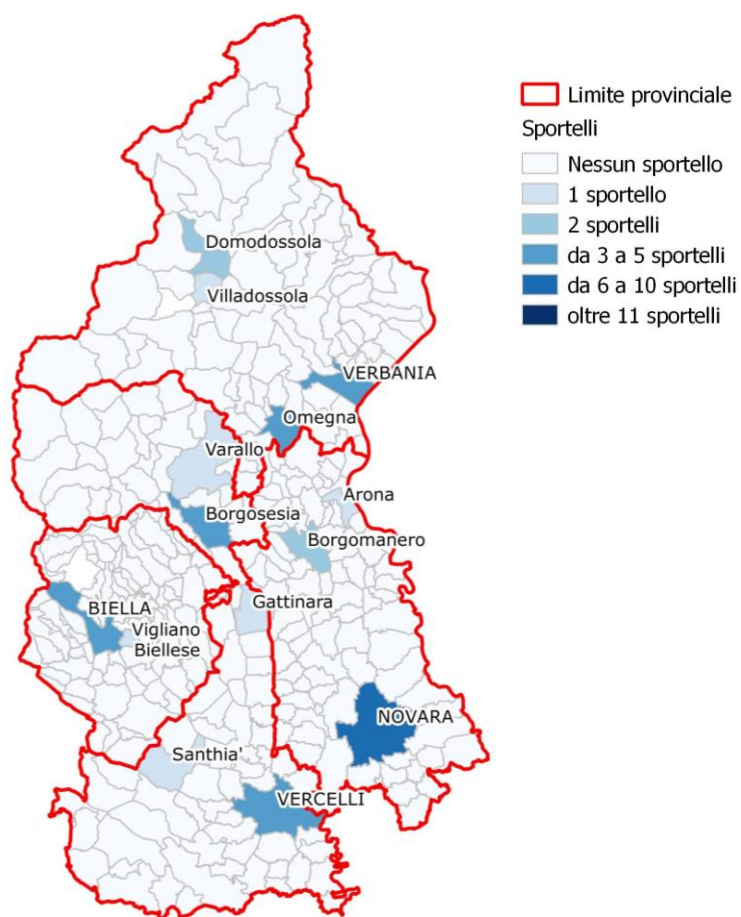 Limite provinciale
Sportelli
Nessun sportello
1 sportello
2 sportelli
da 3 a 5 sportelli
da 6 a 10 sportelli
oltre 11 sportelli
Domodossola
Villadossola
VERBANIA
Omegna
Varallo
Arona
Borgosesia
Borgomanero
Gattinara
BIELLA
Vigliano
Biellese
NOVARA
Santhia'
VERCELLI